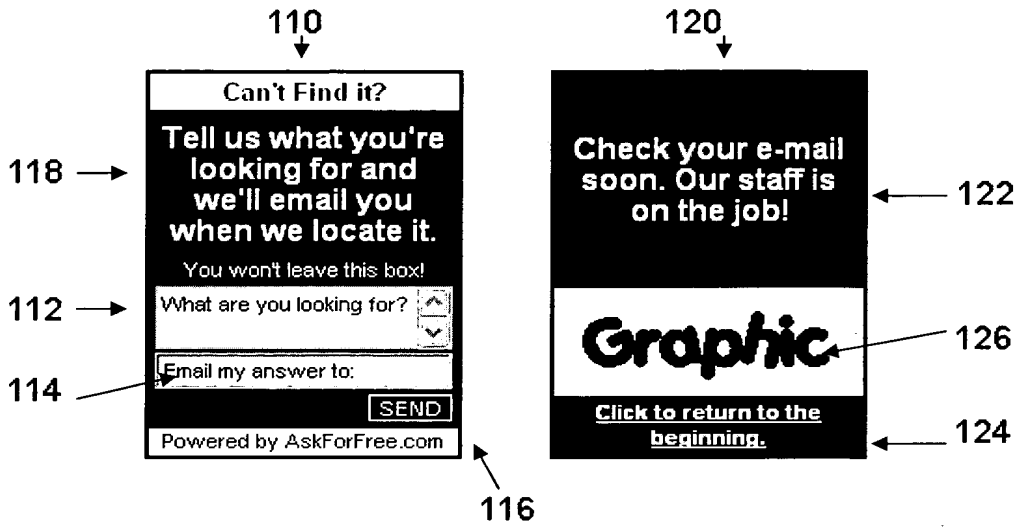 110
120
Can't Find it?
Tell us what you're
looking for and
we'll email you
when we locate it.
You won't leave this box!
What are you looking for?
Email my answer to:
SEND
Powered by AskForFree.com
118
112
114
116
Check your e-mail
soon. Our staff is
on the job!
Graphic
Click to return to the
beginning.
122
126
124